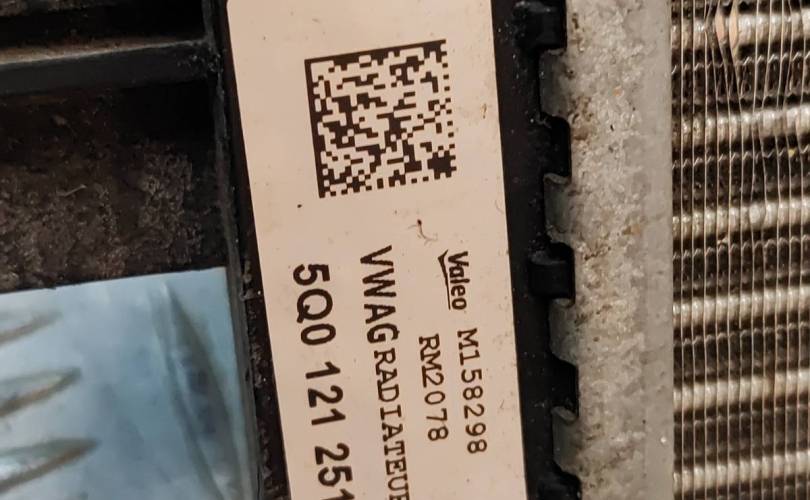 Valeo M158298
RM2078
VWAG RADIATEUR
5Q0 121 251